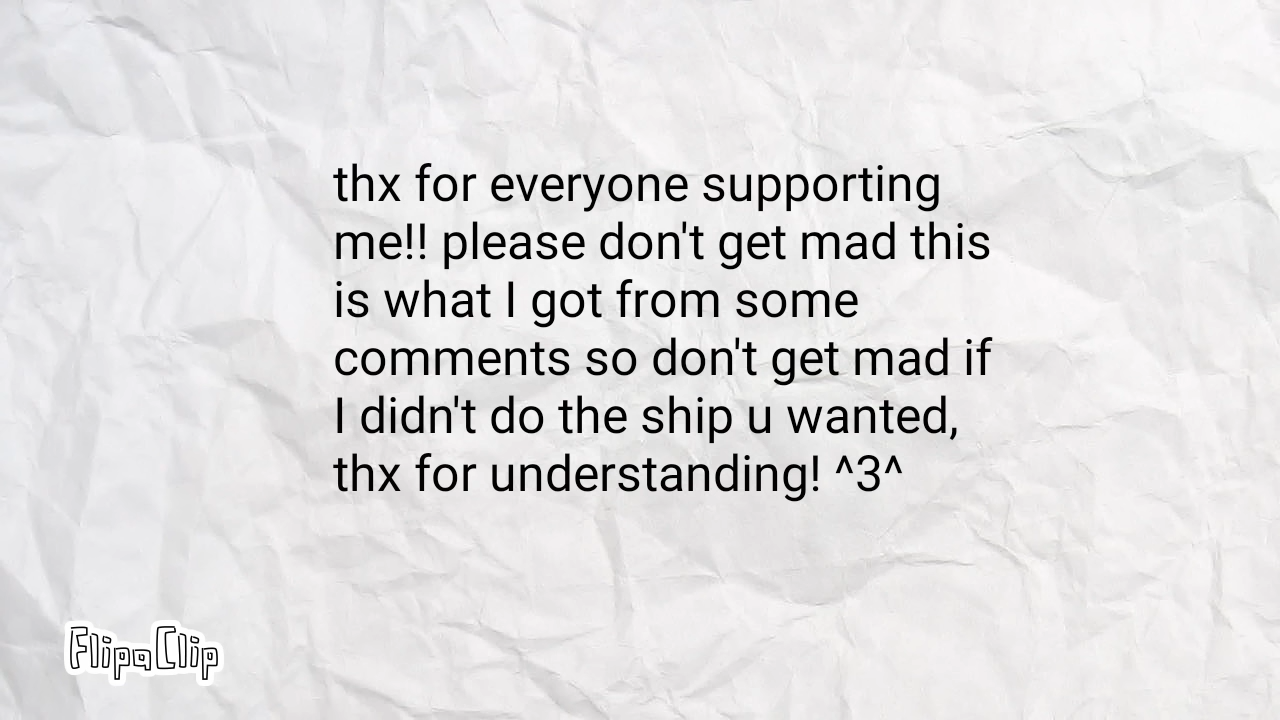 thx for everyone supporting
me!! please don't get mad this
is what I got from some
comments so don't get mad if
I didn't do the ship u wanted,
thx for understanding! ^3^
FlipaClip